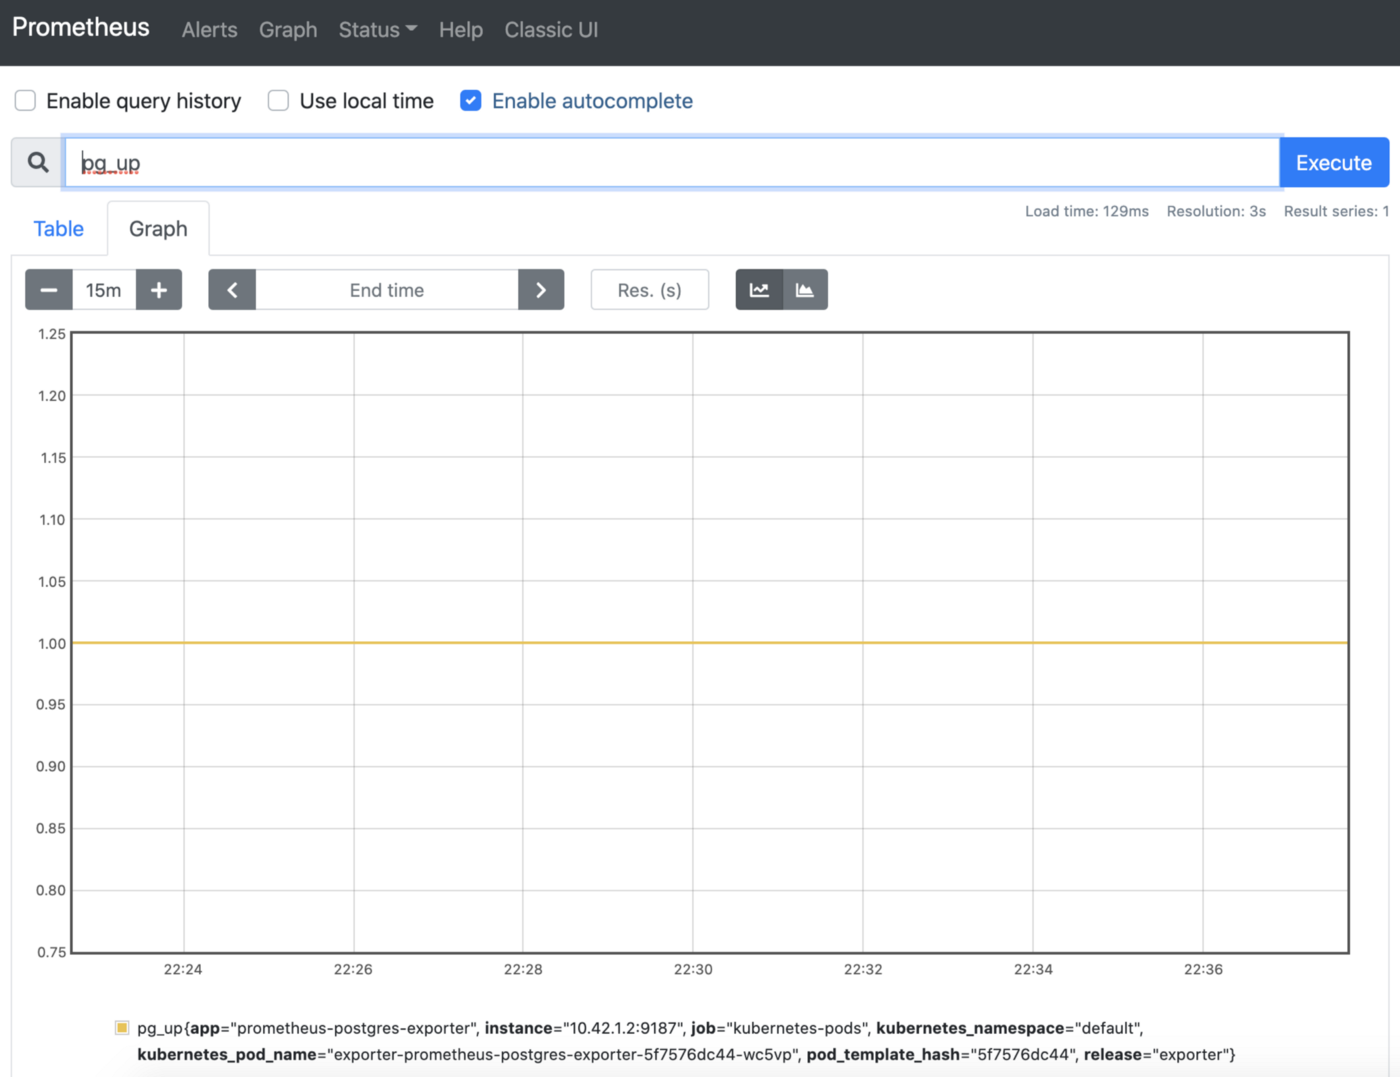 Prometheus Alerts Graph Status Help Classic UI
Enable query history Use local time Enable autocomplete
pg_up Execute
Load time: 129ms Resolution: 3s Result series: 1
Table Graph
15m End time Res. (s)
1.25
1.20
1.15
1.10
1.05
1.00
0.95
0.90
0.85
0.80
0.75
22:24 22:26 22:28 22:30 22:32 22:34 22:36
pg_up{app="prometheus-postgres-exporter", instance="10.42.1.2:9187", job="kubernetes-pods", kubernetes_namespace="default",
kubernetes_pod_name="exporter-prometheus-postgres-exporter-5f7576dc44-wc5vp", pod_template_hash="5f7576dc44", release="exporter"}